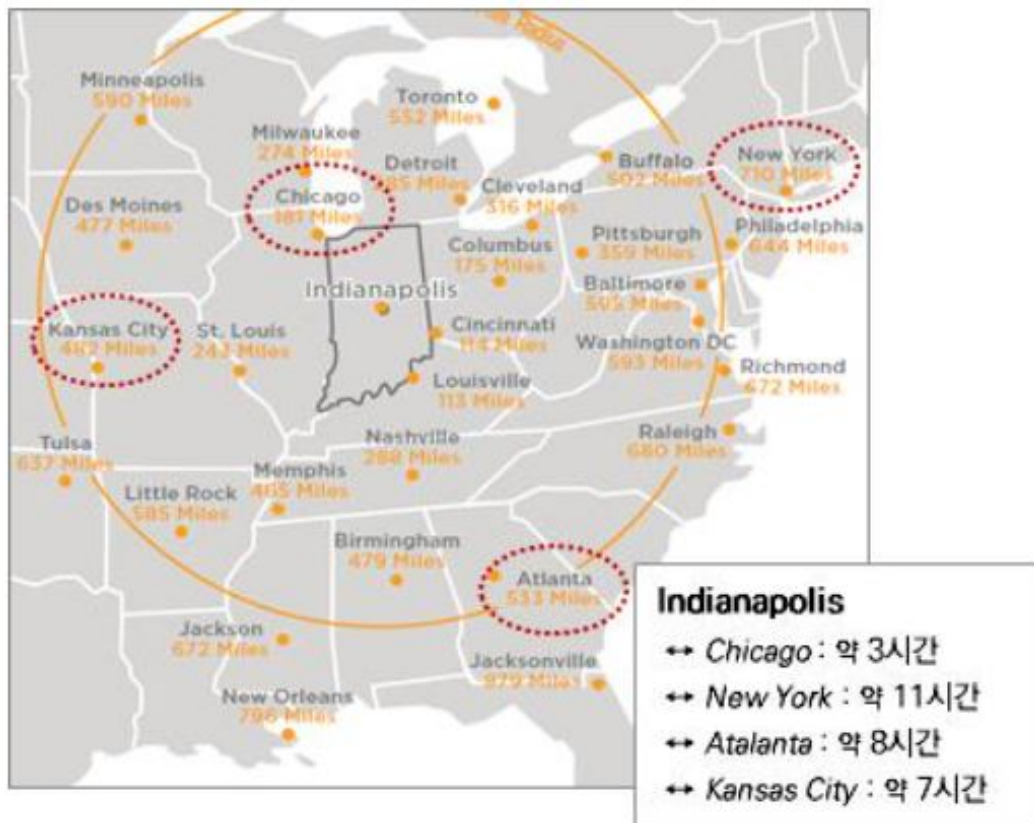 Radius
Minneapolis
590 Miles
Toronto
552 Miles
Milwaukee
274 Miles
Detroit
Miles
Buffalo
502 Miles
New York
710 Miles
Chicago
181 Miles
Cleveland
316 Miles
Des Moines
477 Miles
Columbus
175 Miles
Pittsburgh
359 Miles
Philadelphia
644 Miles
Indianapolis
Baltimore
Miles
Kansas City
482 Miles
St. Louis
Miles
Cincinnati
114 Miles
Washington DC
593 Miles
Richmond
672 Miles
Louisville
113 Miles
Tulsa
637 Miles
Nashville
288 Miles
Raleigh
680 Miles
Memphis
465 Miles
Little Rock
585 Miles
Birmingham
479 Miles
Atlanta
533 Miles
Jackson
672 Miles
Jacksonville
Miles
New Orleans
796 Miles
Indianapolis
↔ Chicago : 약 3시간
↔ New York : 약 11시간
↔ Atalanta : 약 8시간
↔ Kansas City : 약 7시간